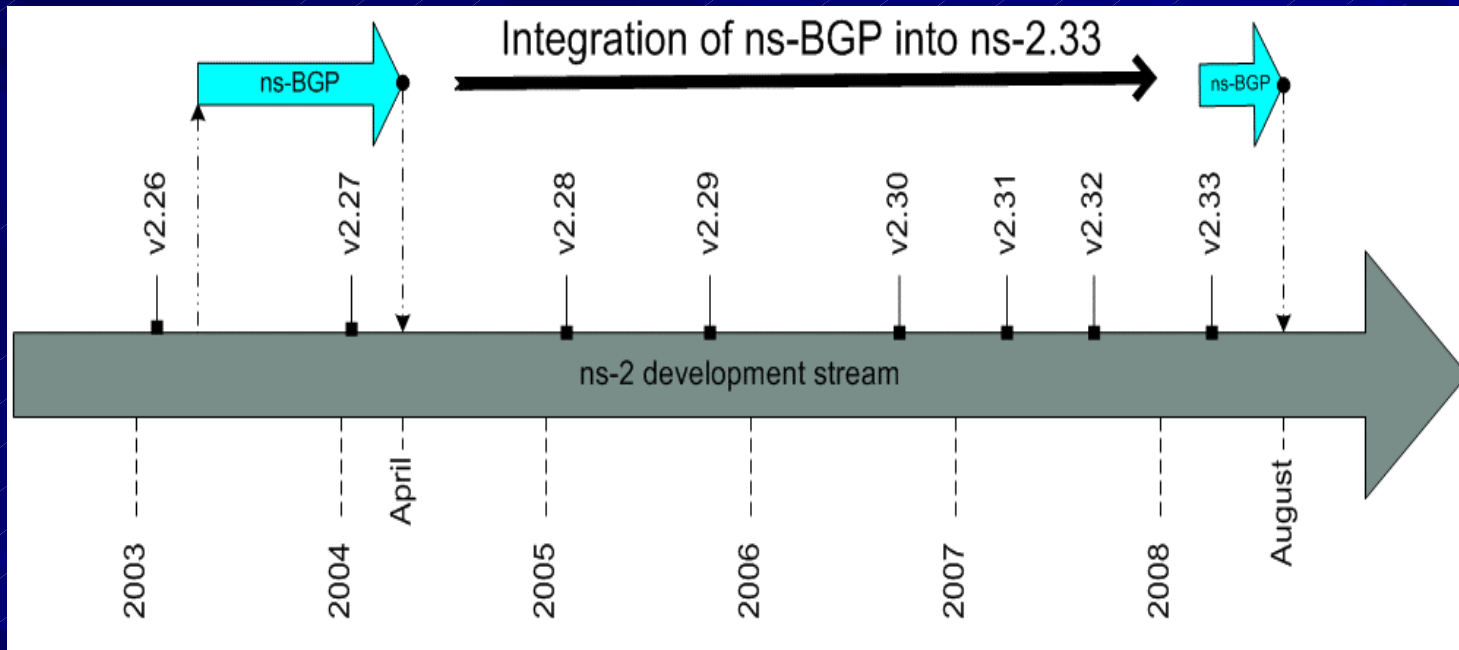 Integration of ns-BGP into ns-2.33
ns-BGP
ns-BGP
v2.26
v2.27
v2.28
v2.29
v2.30
v2.31
v2.32
v2.33
ns-2 development stream
2003
2004
April
2005
2006
2007
2008
August